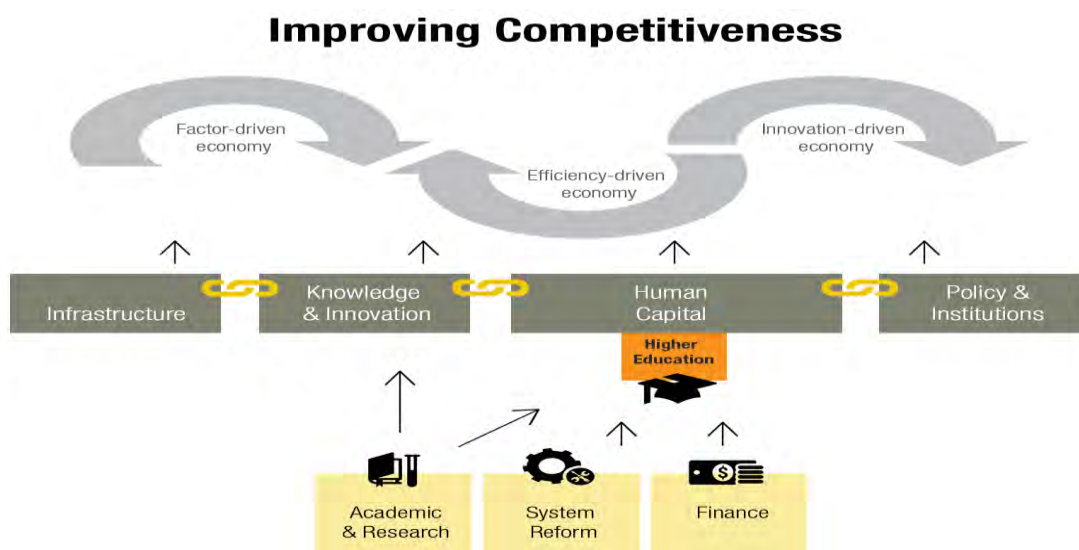 Improving Competitiveness
Factor-driven
economy
Innovation-driven
economy
Efficiency-driven
economy
Infrastructure
Knowledge
& Innovation
Human
Capital
Policy &
Institutions
Higher
Education
$
Academic
& Research
System
Reform
Finance